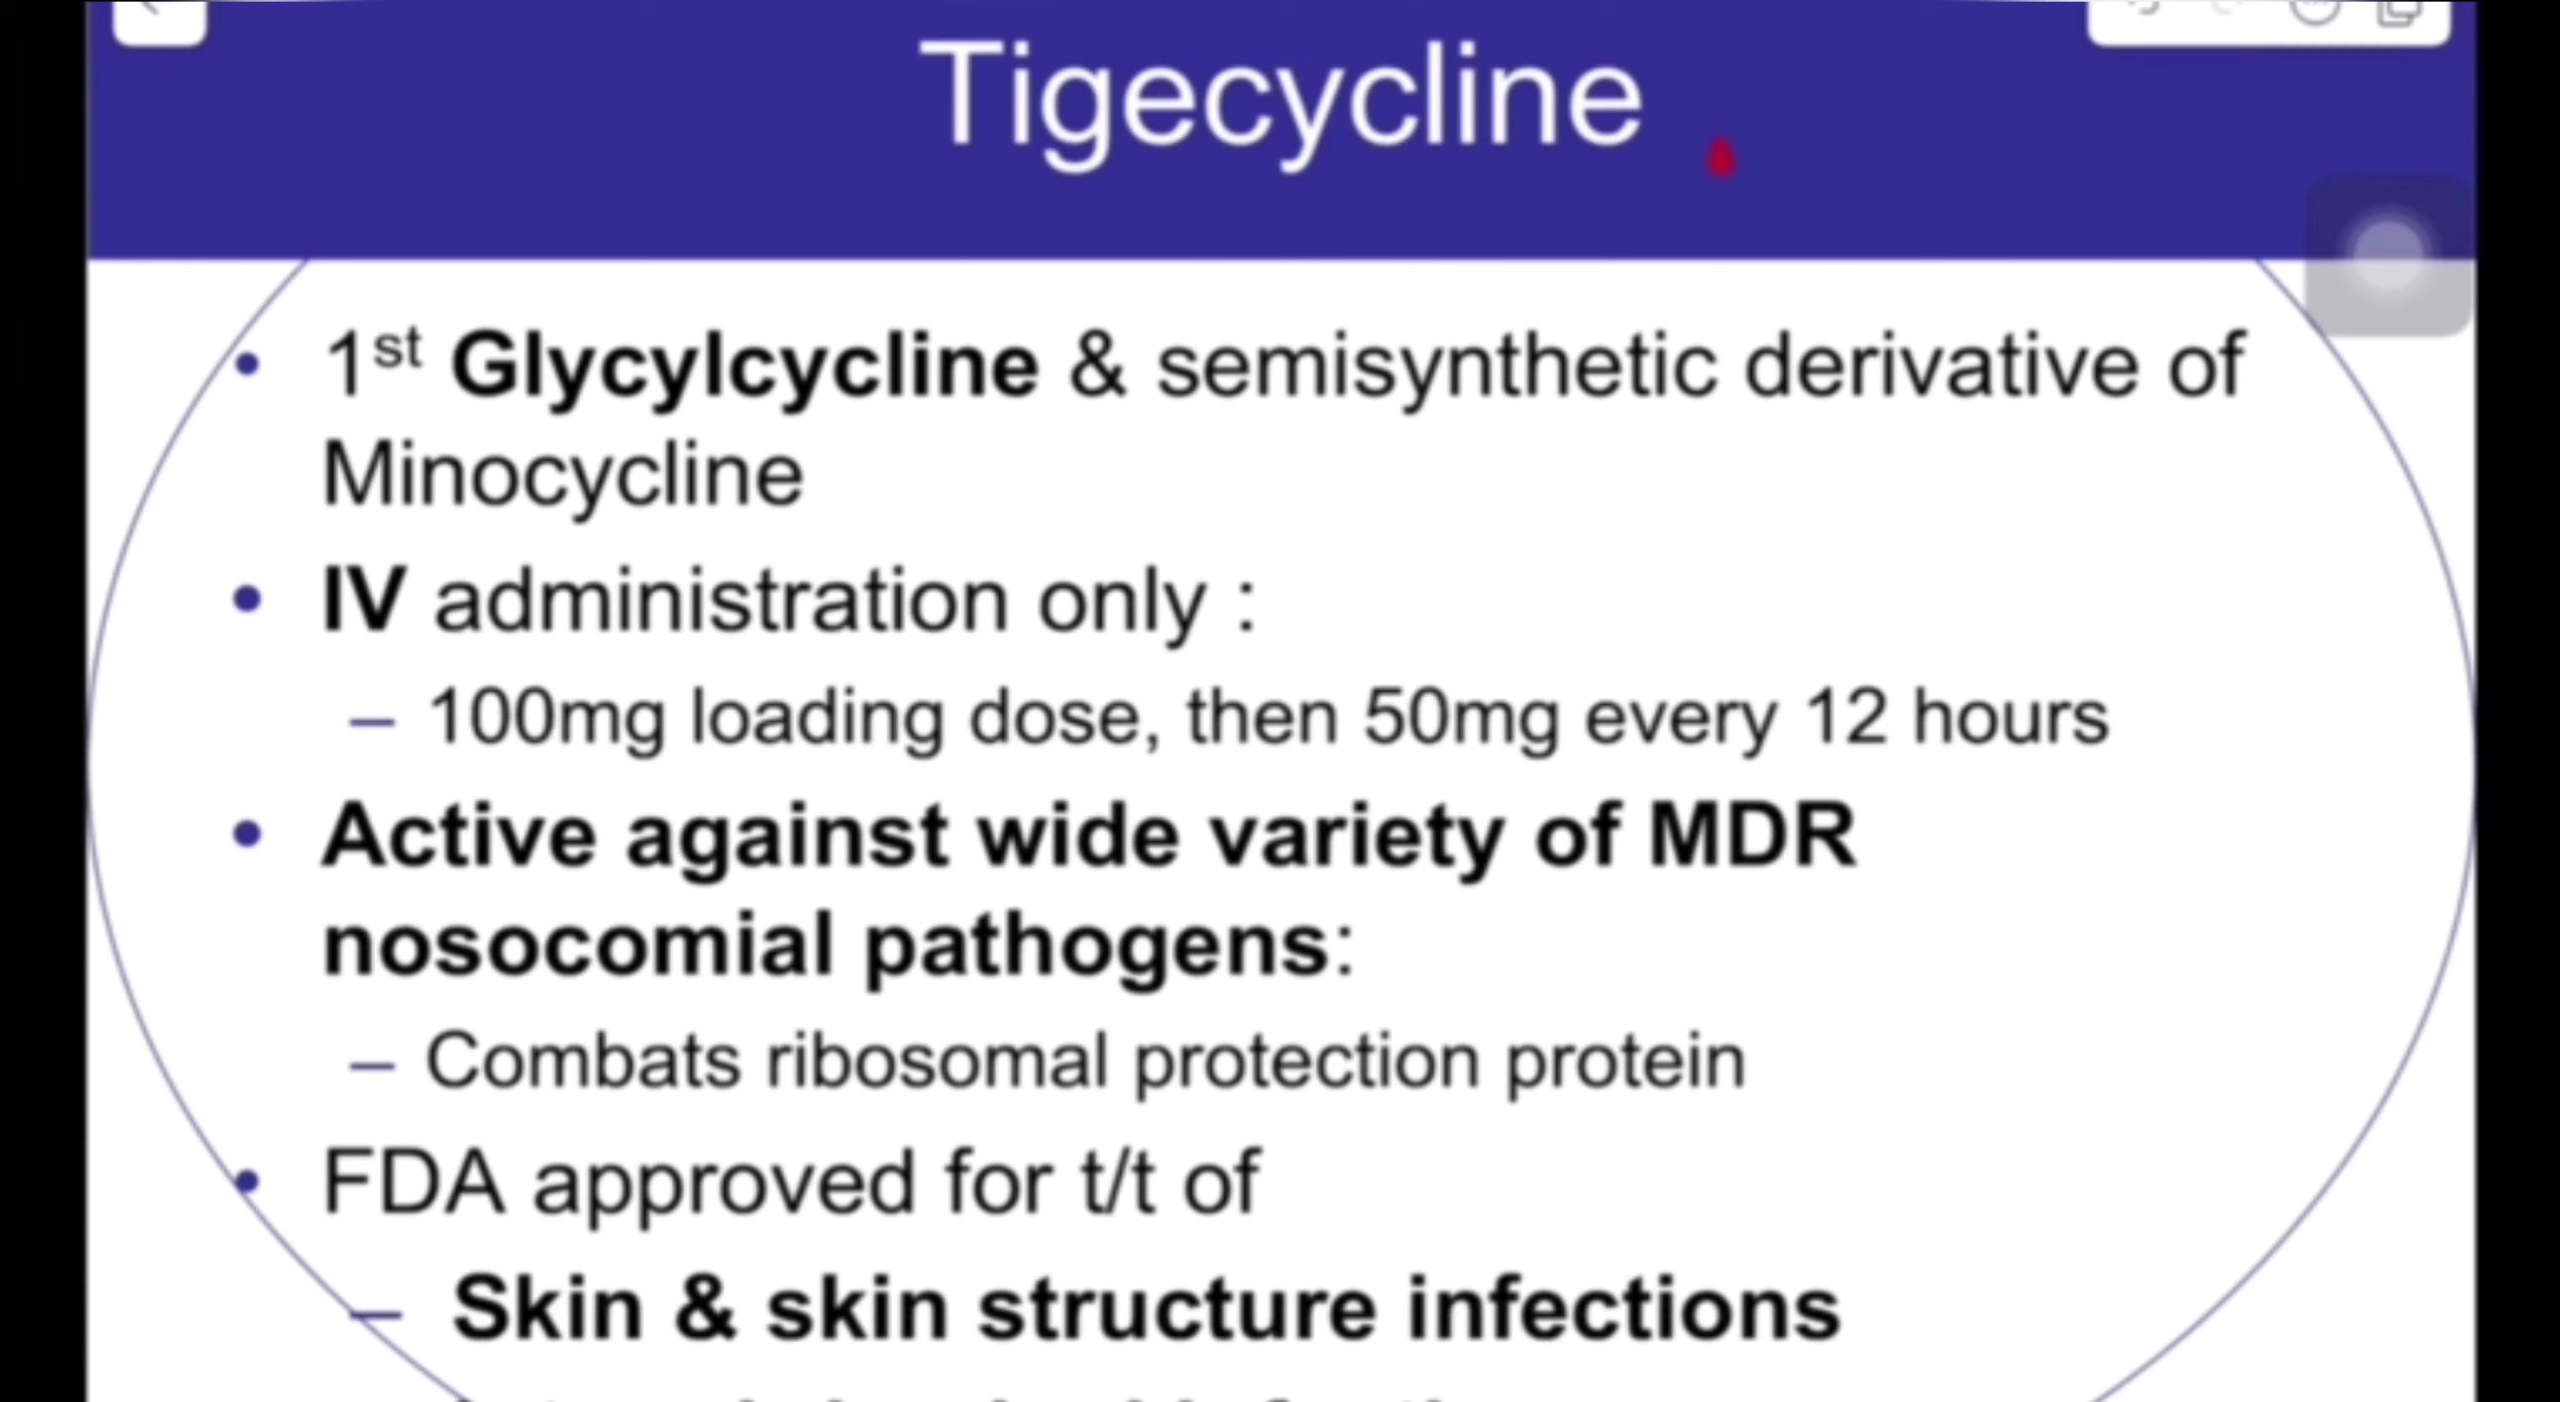 Tigecycline
• 1st Glycylcycline & semisynthetic derivative of
Minocycline
• IV administration only :
– 100mg loading dose, then 50mg every 12 hours
• Active against wide variety of MDR
nosocomial pathogens:
– Combats ribosomal protection protein
• FDA approved for t/t of
– Skin & skin structure infections